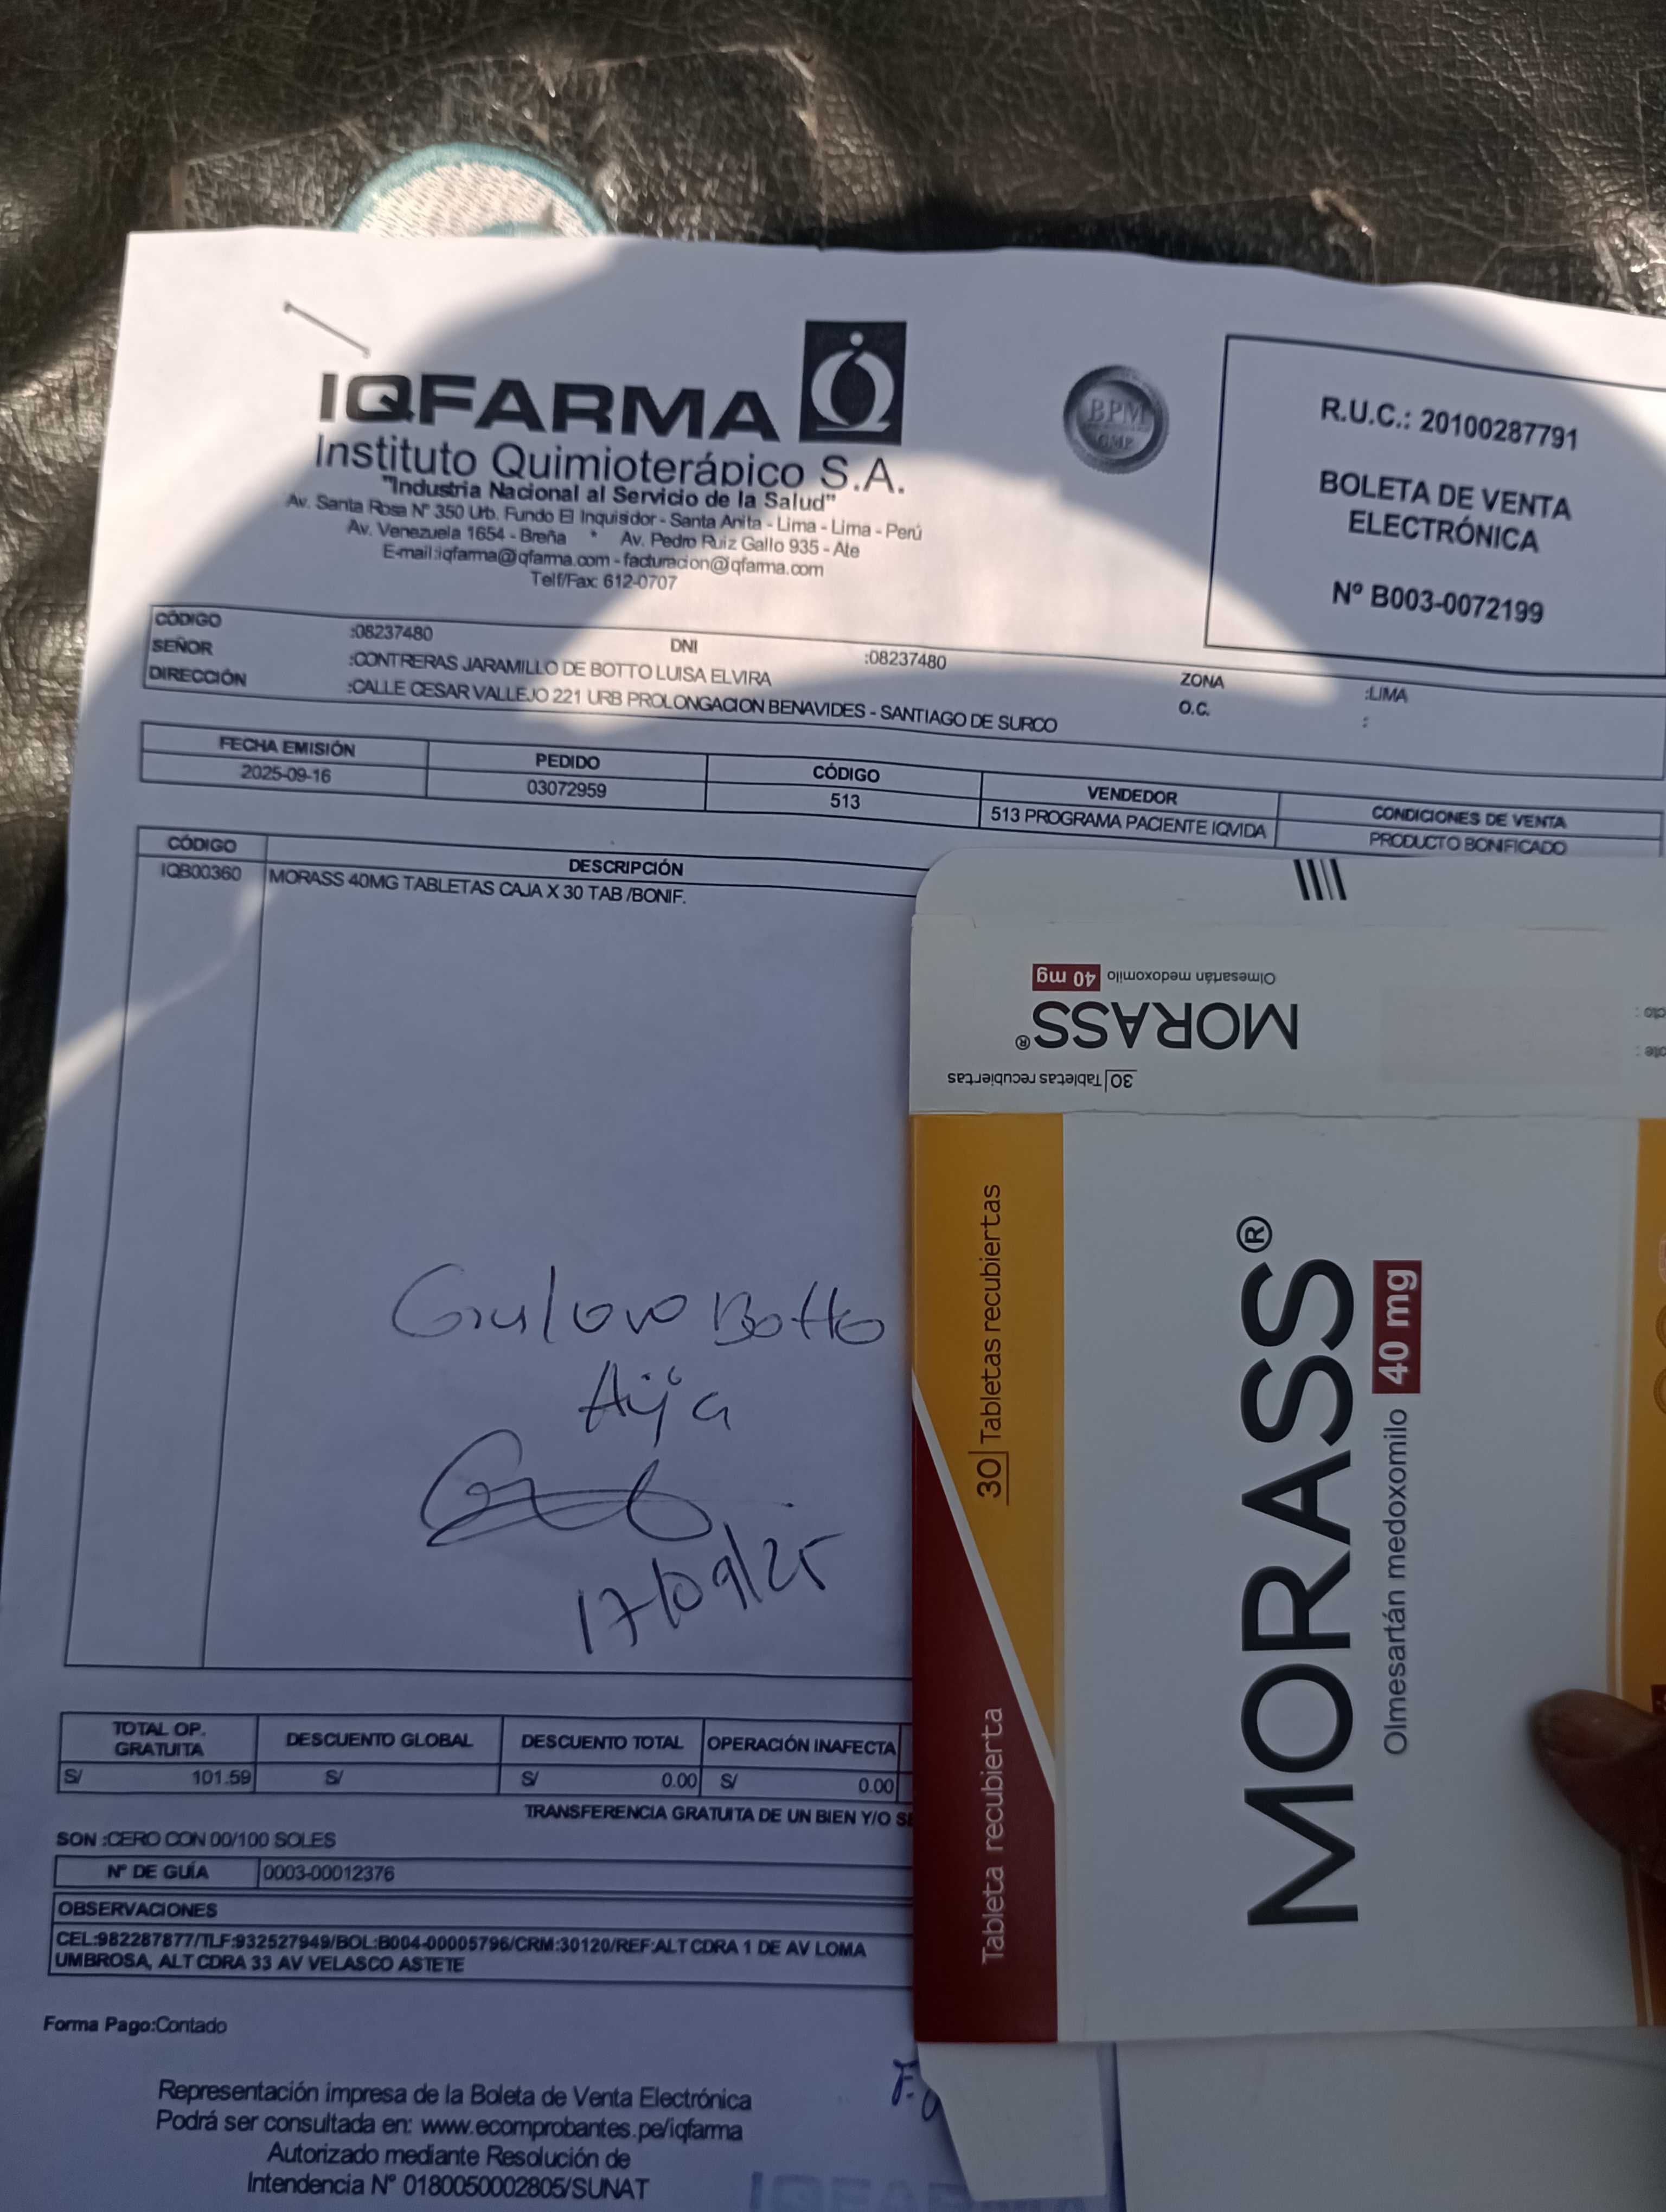 IQFARMA
Instituto Quimioterápico S.A.
"Industria Nacional al Servicio de la Salud"
Av. Santa Rosa Nº 350 Urb. Fundo El Inquisidor - Santa Anita - Lima - Lima - Perú
Av. Venezuela 1654 - Breña * Av. Pedro Ruiz Gallo 935 - Ate
E-mail:iqfarma@iqfarma.com - facturacion@iqfarma.com
Telf/Fax: 612-0707
BPM
GMP
R.U.C.: 20100287791
BOLETA DE VENTA
ELECTRÓNICA
Nº B003-0072199
CÓDIGO :08237480 DNI :08237480 ZONA :LIMA
SEÑOR :CONTRERAS JARAMILLO DE BOTTO LUISA ELVIRA O.C. :
DIRECCIÓN :CALLE CESAR VALLEJO 221 URB PROLONGACION BENAVIDES - SANTIAGO DE SURCO
FECHA EMISIÓN PEDIDO CÓDIGO VENDEDOR CONDICIONES DE VENTA
2025-09-16 03072959 513 513 PROGRAMA PACIENTE IQVIDA PRODUCTO BONIFICADO
CÓDIGO DESCRIPCIÓN
IQB00360 MORASS 40MG TABLETAS CAJA X 30 TAB /BONIF.
Olmesartán medoxomilo 40 mg
MORASS®
30 Tabletas recubiertas
30 Tabletas recubiertas
Tableta recubierta
MORASS®
Olmesartán medoxomilo 40 mg
Gustavo Botto
Hijo
17/09/25
TOTAL OP. GRATUITA DESCUENTO GLOBAL DESCUENTO TOTAL OPERACIÓN INAFECTA
S/ 101.59 S/ S/ 0.00 S/ 0.00
TRANSFERENCIA GRATUITA DE UN BIEN Y/O
SON :CERO CON 00/100 SOLES
Nº DE GUÍA 0003-00012376
OBSERVACIONES
CEL:982287877/TLF:932527949/BOL:B004-00005796/CRM:30120/REF:ALT CDRA 1 DE AV LOMA
UMBROSA, ALT CDRA 33 AV VELASCO ASTETE
Forma Pago:Contado
Representación impresa de la Boleta de Venta Electrónica
Podrá ser consultada en: www.ecomprobantes.pe/iqfarma
Autorizado mediante Resolución de
Intendencia N° 0180050002805/SUNAT